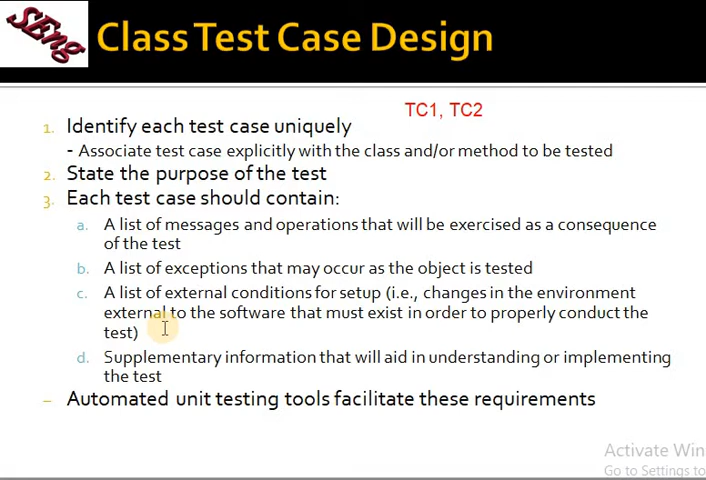 SEng
Class Test Case Design
TC1, TC2
1. Identify each test case uniquely
- Associate test case explicitly with the class and/or method to be tested
2. State the purpose of the test
3. Each test case should contain:
a. A list of messages and operations that will be exercised as a consequence
of the test
b. A list of exceptions that may occur as the object is tested
c. A list of external conditions for setup (i.e., changes in the environment
external to the software that must exist in order to properly conduct the
test)
d. Supplementary information that will aid in understanding or implementing
the test
– Automated unit testing tools facilitate these requirements
Activate Win
Go to Settings to